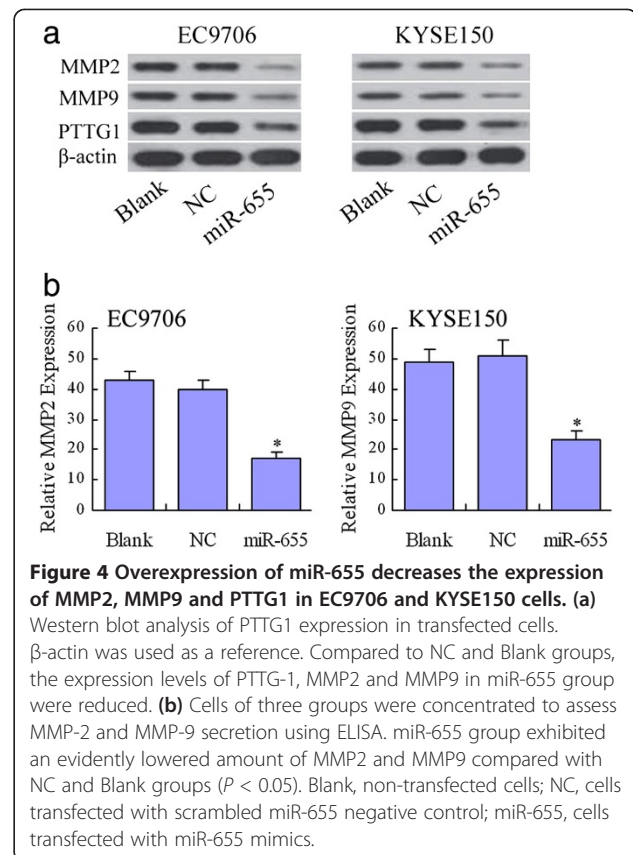 a
EC9706 KYSE150
MMP2
MMP9
PTTG1
β-actin
Blank NC miR-655 Blank NC miR-655
b
EC9706 KYSE150
Relative MMP2 Expression
60
50
40
30
20
10
0
*
Blank NC miR-655
Relative MMP9 Expression
60
50
40
30
20
10
0
*
Blank NC miR-655
Figure 4 Overexpression of miR-655 decreases the expression
of MMP2, MMP9 and PTTG1 in EC9706 and KYSE150 cells. (a)
Western blot analysis of PTTG1 expression in transfected cells.
β-actin was used as a reference. Compared to NC and Blank groups,
the expression levels of PTTG-1, MMP2 and MMP9 in miR-655 group
were reduced. (b) Cells of three groups were concentrated to assess
MMP-2 and MMP-9 secretion using ELISA. miR-655 group exhibited
an evidently lowered amount of MMP2 and MMP9 compared with
NC and Blank groups (P < 0.05). Blank, non-transfected cells; NC, cells
transfected with scrambled miR-655 negative control; miR-655, cells
transfected with miR-655 mimics.